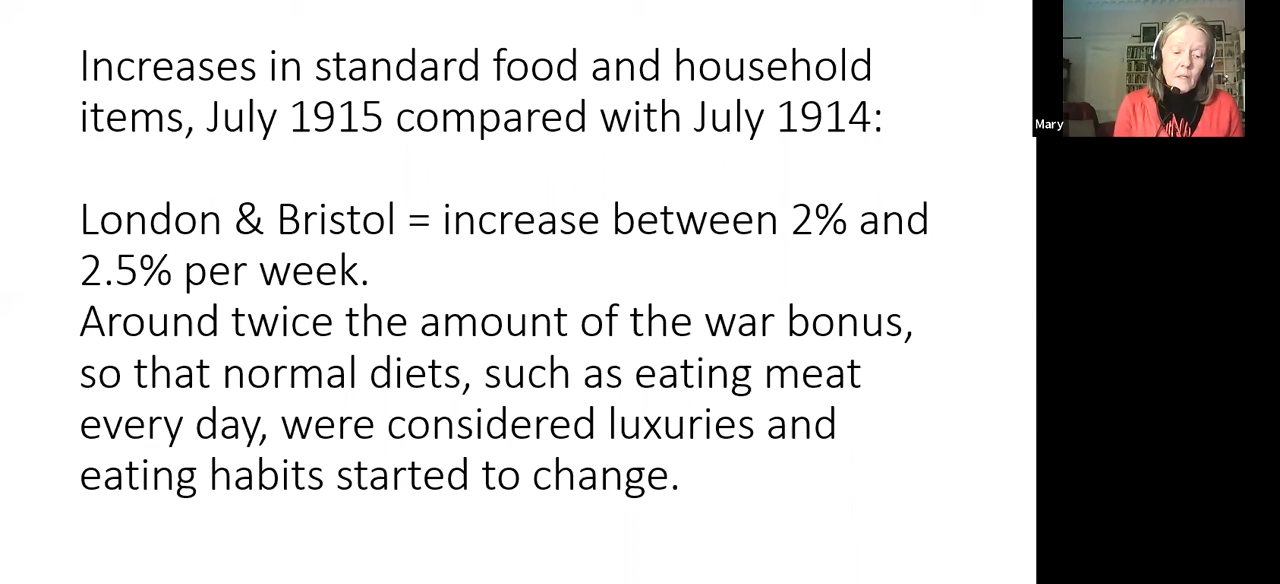 Increases in standard food and household
items, July 1915 compared with July 1914:
London & Bristol = increase between 2% and
2.5% per week.
Around twice the amount of the war bonus,
so that normal diets, such as eating meat
every day, were considered luxuries and
eating habits started to change.
Mary